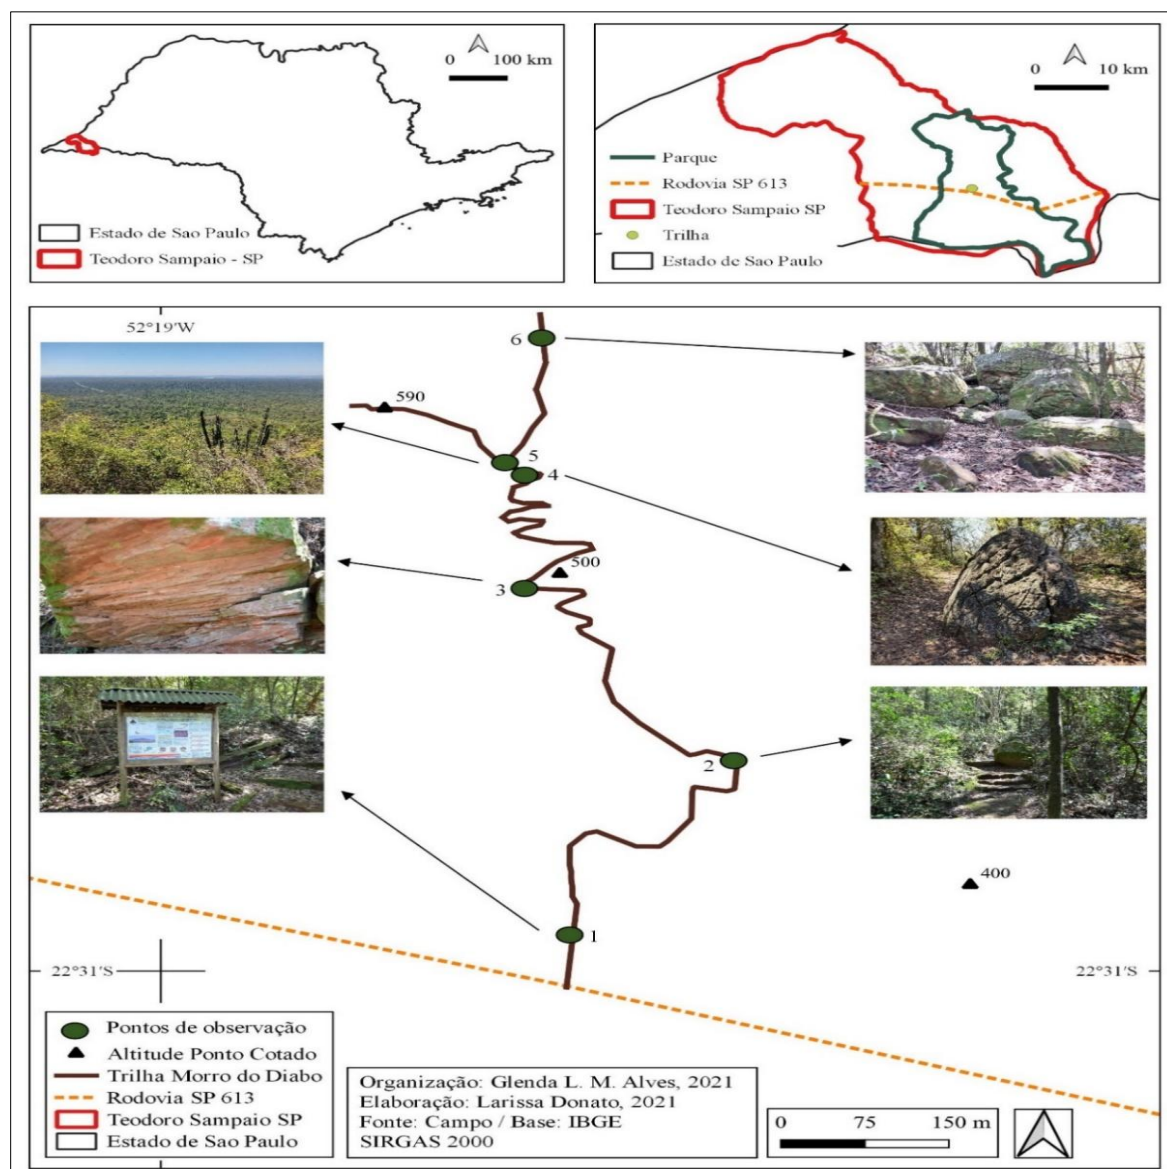 0 100 km
Estado de Sao Paulo
Teodoro Sampaio - SP
0 10 km
Parque
Rodovia SP 613
Teodoro Sampaio SP
Trilha
Estado de Sao Paulo
52°19'W
6
590
5
4
500
3
2
400
1
22°31'S
22°31'S
Pontos de observação
Altitude Ponto Cotado
Trilha Morro do Diabo
Rodovia SP 613
Teodoro Sampaio SP
Estado de Sao Paulo
Organização: Glenda L. M. Alves, 2021
Elaboração: Larissa Donato, 2021
Fonte: Campo / Base: IBGE
SIRGAS 2000
0 75 150 m